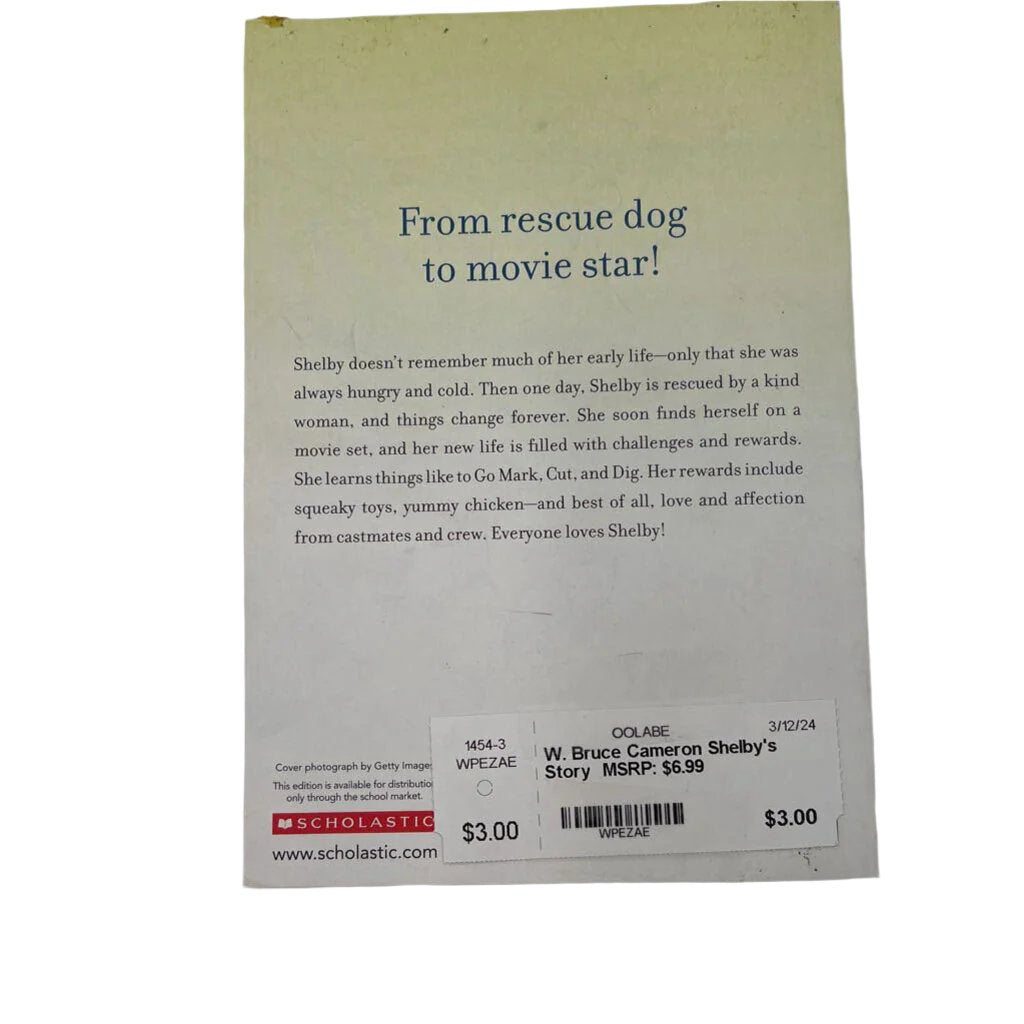 From rescue dog
to movie star!
Shelby doesn't remember much of her early life—only that she was
always hungry and cold. Then one day, Shelby is rescued by a kind
woman, and things change forever. She soon finds herself on a
movie set, and her new life is filled with challenges and rewards.
She learns things like to Go Mark, Cut, and Dig. Her rewards include
squeaky toys, yummy chicken—and best of all, love and affection
from castmates and crew. Everyone loves Shelby!
Cover photograph by Getty Image
This edition is available for distributio
only through the school market.
SCHOLASTIC
www.scholastic.com
1454-3
WPEZAE
$3.00
OOLABE
3/12/24
W. Bruce Cameron Shelby's
Story MSRP: $6.99
WPEZAE
$3.00